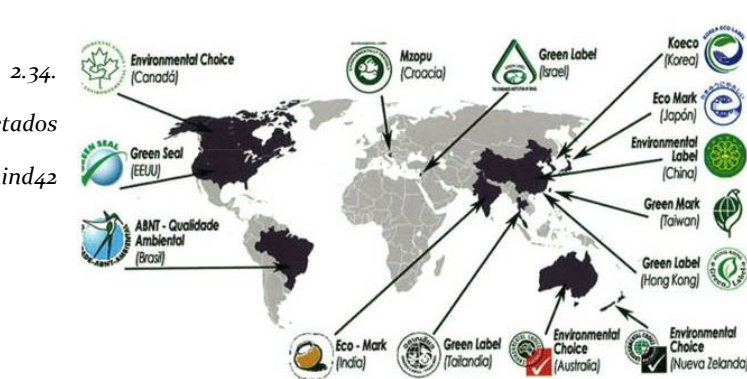 2.34.
etados
ind42
Environmental Choice
(Canadá)
Green Seal
(EEUU)
ABNT - Qualidade
Ambiental
(Brasil)
Mzopu
(Croacia)
Green Label
(Israel)
Koeco
(Korea)
Eco Mark
(Japón)
Environmental
Label
(China)
Green Mark
(Taiwan)
Green Label
(Hong Kong)
Eco - Mark
(India)
Green Label
(Tailandia)
Environmental
Choice
(Australia)
Environmental
Choice
(Nueva Zelanda)